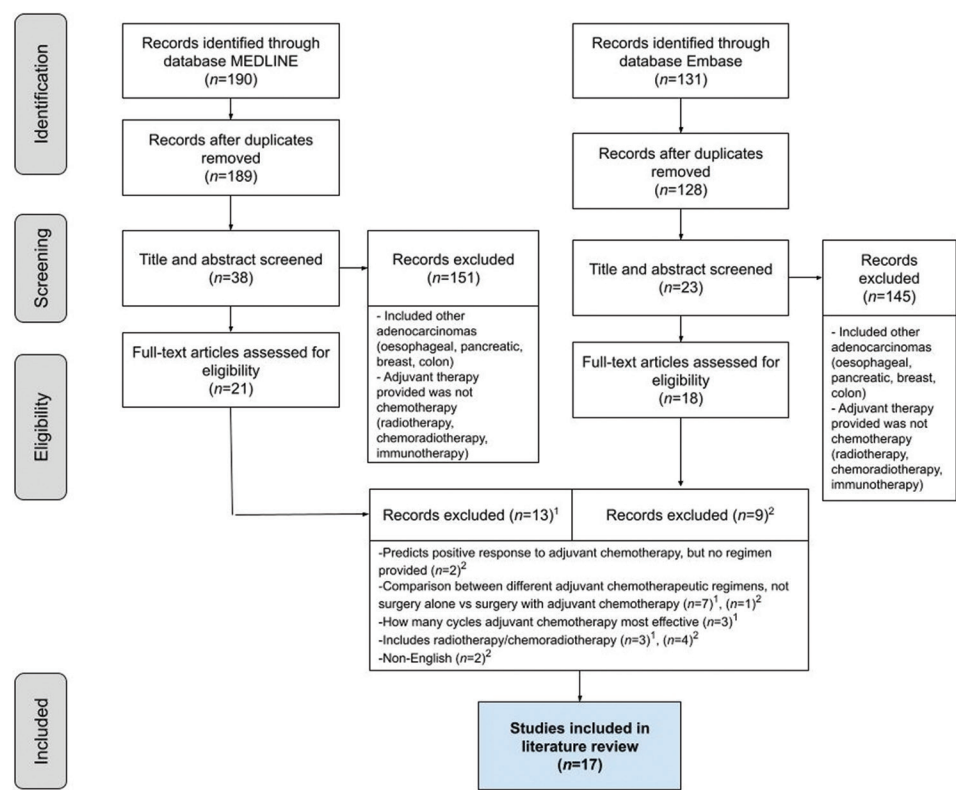 Identification
Records identified through
database MEDLINE
(n=190)
Records identified through
database Embase
(n=131)
Records after duplicates
removed
(n=189)
Records after duplicates
removed
(n=128)
Screening
Title and abstract screened
(n=38)
Records excluded
(n=151)
- Included other
adenocarcinomas
(oesophageal, pancreatic,
breast, colon)
- Adjuvant therapy
provided was not
chemotherapy
(radiotherapy,
chemoradiotherapy,
immunotherapy)
Title and abstract screened
(n=23)
Records
excluded
(n=145)
- Included other
adenocarcinomas
(oesophageal,
pancreatic, breast,
colon)
- Adjuvant therapy
provided was not
chemotherapy
(radiotherapy,
chemoradiotherapy,
immunotherapy)
Eligibility
Full-text articles assessed for
eligibility
(n=21)
Full-text articles assessed for
eligibility
(n=18)
Records excluded (n=13)¹
Records excluded (n=9)²
-Predicts positive response to adjuvant chemotherapy, but no regimen
provided (n=2)²
-Comparison between different adjuvant chemotherapeutic regimens, not
surgery alone vs surgery with adjuvant chemotherapy (n=7)¹, (n=1)²
-How many cycles adjuvant chemotherapy most effective (n=3)¹
-Includes radiotherapy/chemoradiotherapy (n=3)¹, (n=4)²
-Non-English (n=2)²
Included
Studies included in
literature review
(n=17)